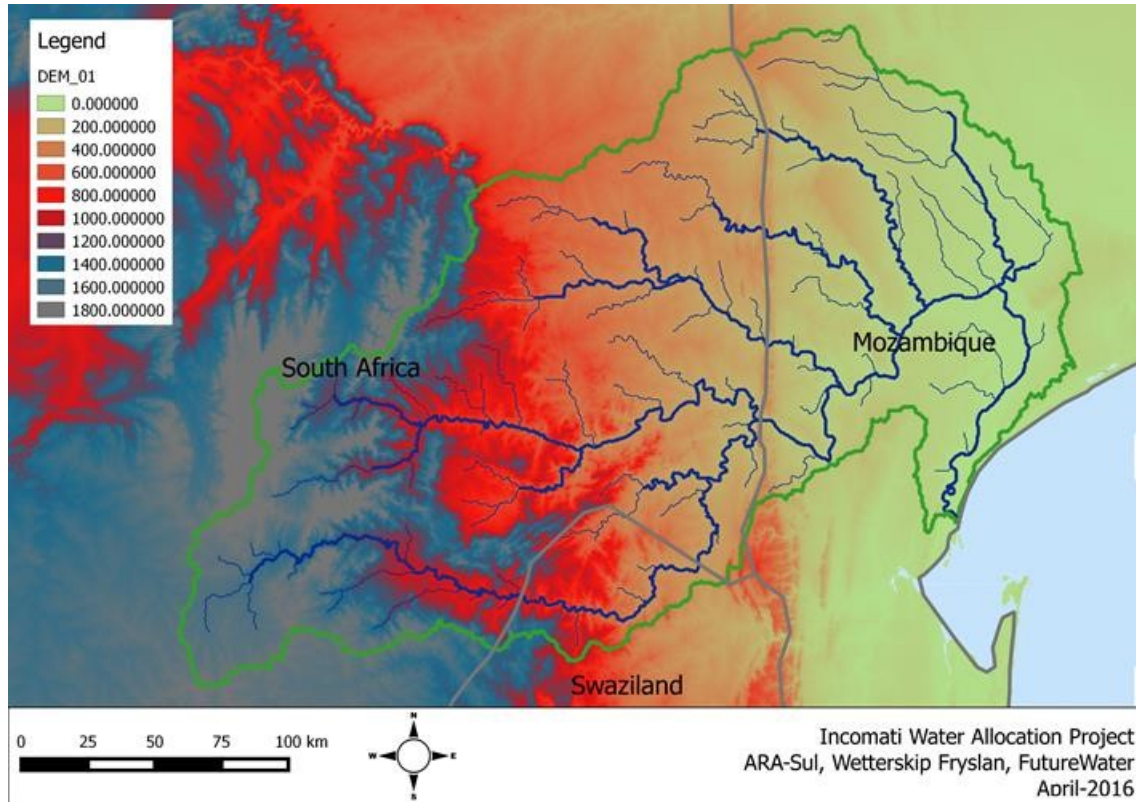 Legend
DEM_01
0.000000
200.000000
400.000000
600.000000
800.000000
1000.000000
1200.000000
1400.000000
1600.000000
1800.000000
South Africa
Mozambique
Swaziland
0 25 50 75 100 km
N
W E
S
Incomati Water Allocation Project
ARA-Sul, Wetterskip Fryslan, FutureWater
April-2016